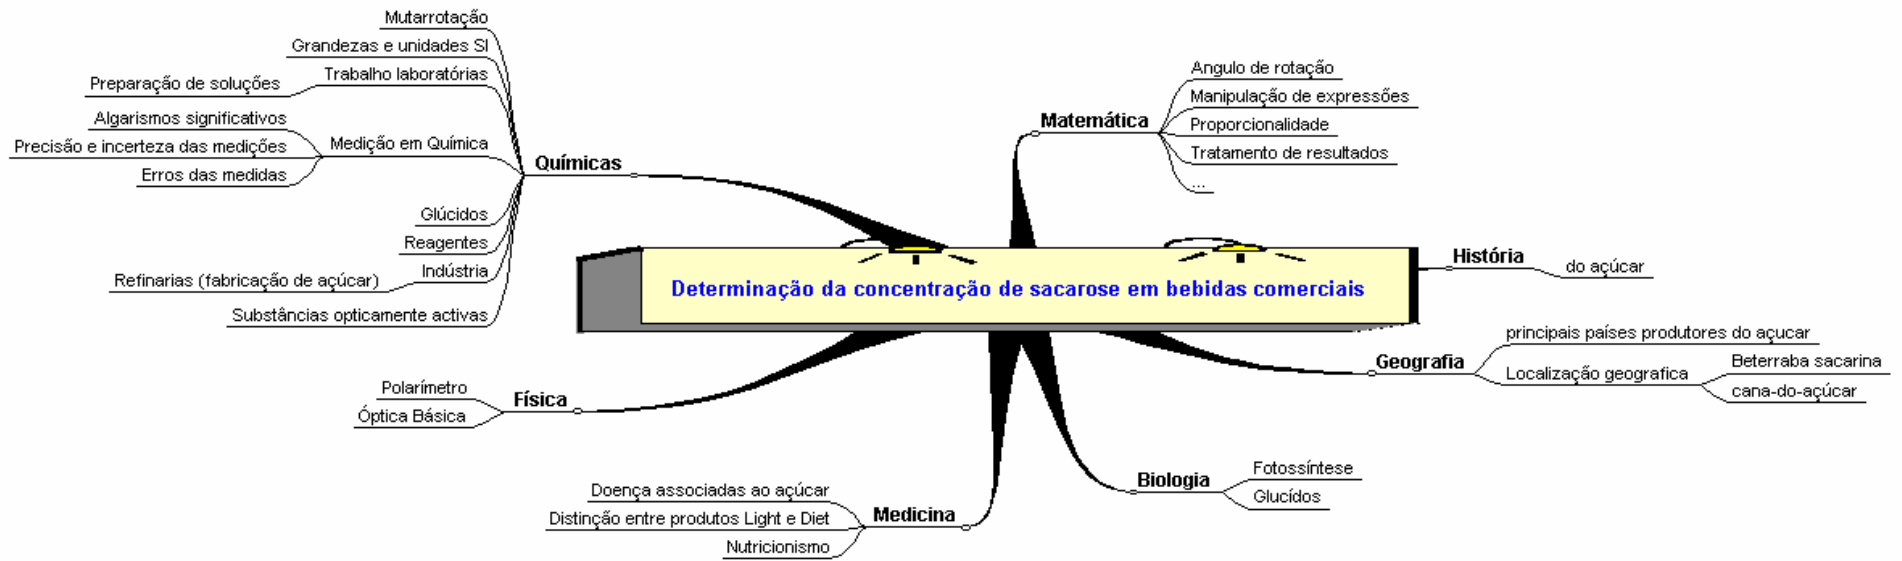 Mutarrotação
Grandezas e unidades SI
Trabalho laboratórias
Preparação de soluções
Algarismos significativos
Medição em Química
Precisão e incerteza das medições
Erros das medidas
Químicas
Glúcidos
Reagentes
Indústria
Refinarias (fabricação de açúcar)
Substâncias opticamente activas
Matemática
Angulo de rotação
Manipulação de expressões
Proporcionalidade
Tratamento de resultados
...
Determinação da concentração de sacarose em bebidas comerciais
História
do açúcar
Geografia
principais países produtores do açucar
Localização geografica
Beterraba sacarina
cana-do-açúcar
Física
Polarímetro
Óptica Básica
Biologia
Fotossíntese
Glucídos
Medicina
Doença associadas ao açúcar
Distinção entre produtos Light e Diet
Nutricionismo